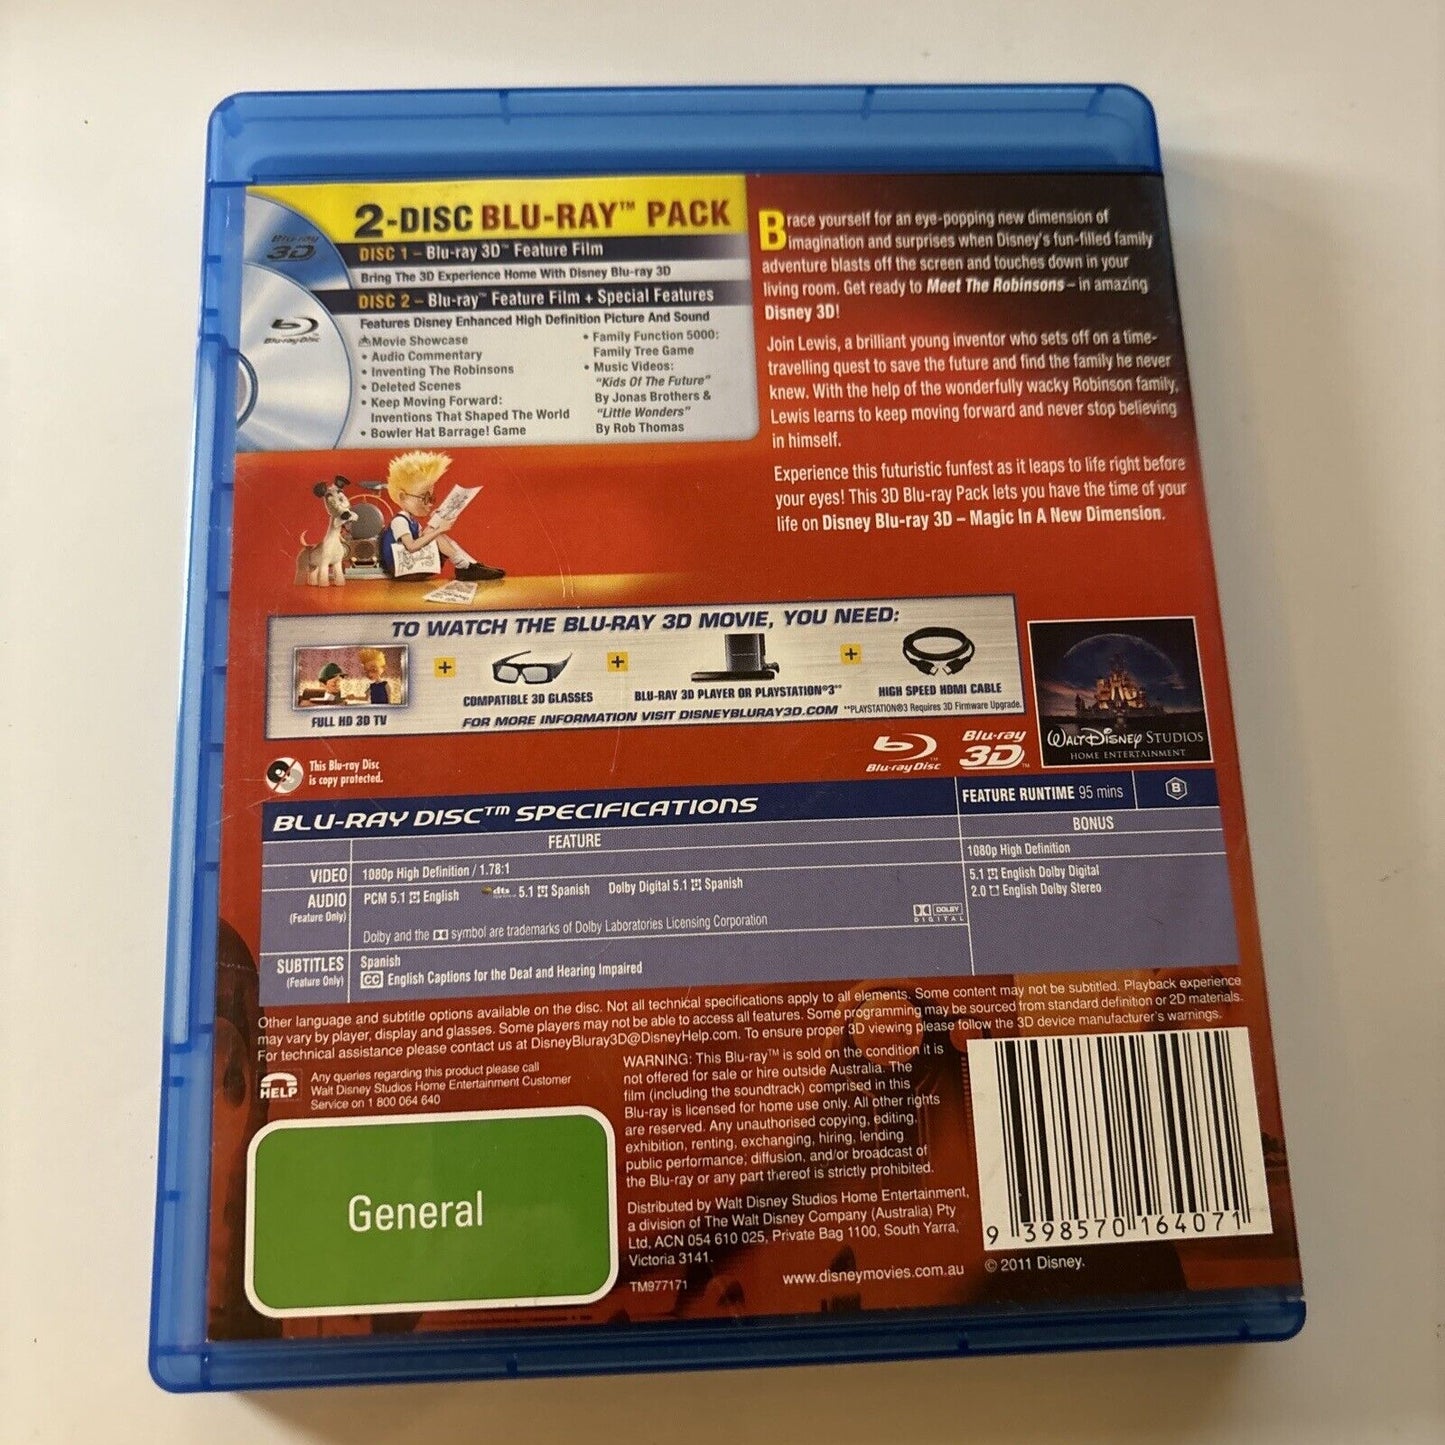 2-DISC BLU-RAY™ PACK
Blu-ray
3D
DISC 1 – Blu-ray 3D™ Feature Film
Bring The 3D Experience Home With Disney Blu-ray 3D
DISC 2 – Blu-ray™ Feature Film + Special Features
Blu-ray Disc
Features Disney Enhanced High Definition Picture And Sound
Movie Showcase
• Audio Commentary
• Inventing The Robinsons
• Deleted Scenes
• Keep Moving Forward:
Inventions That Shaped The World
• Bowler Hat Barrage! Game
• Family Function 5000:
Family Tree Game
• Music Videos:
"Kids Of The Future"
By Jonas Brothers &
"Little Wonders"
By Rob Thomas
Brace yourself for an eye-popping new dimension of
imagination and surprises when Disney's fun-filled family
adventure blasts off the screen and touches down in your
living room. Get ready to Meet The Robinsons – in amazing
Disney 3D!
Join Lewis, a brilliant young inventor who sets off on a time-
travelling quest to save the future and find the family he never
knew. With the help of the wonderfully wacky Robinson family,
Lewis learns to keep moving forward and never stop believing
in himself.
Experience this futuristic funfest as it leaps to life right before
your eyes! This 3D Blu-ray Pack lets you have the time of your
life on Disney Blu-ray 3D – Magic In A New Dimension.
TO WATCH THE BLU-RAY 3D MOVIE, YOU NEED:
FULL HD 3D TV
+
COMPATIBLE 3D GLASSES
+
BLU-RAY 3D PLAYER OR PLAYSTATION®3**
+
HIGH SPEED HDMI CABLE
FOR MORE INFORMATION VISIT DISNEYBLURAY3D.COM
**PLAYSTATION®3 Requires 3D Firmware Upgrade.
WALT DISNEY STUDIOS
HOME ENTERTAINMENT
This Blu-ray Disc
is copy protected.
Blu-ray Disc™
Blu-ray
3D™
BLU-RAY DISC™ SPECIFICATIONS
FEATURE RUNTIME 95 mins
B
FEATURE
BONUS
VIDEO
1080p High Definition / 1.78:1
1080p High Definition
AUDIO
(Feature Only)
PCM 5.1 English
dts 5.1 Spanish
Dolby Digital 5.1 Spanish
5.1 English Dolby Digital
2.0 English Dolby Stereo
Dolby and the symbol are trademarks of Dolby Laboratories Licensing Corporation
DOLBY
DIGITAL
SUBTITLES
(Feature Only)
Spanish
CC English Captions for the Deaf and Hearing Impaired
Other language and subtitle options available on the disc. Not all technical specifications apply to all elements. Some content may not be subtitled. Playback experience
may vary by player, display and glasses. Some players may not be able to access all features. Some programming may be sourced from standard definition or 2D materials.
For technical assistance please contact us at DisneyBluray3D@DisneyHelp.com. To ensure proper 3D viewing please follow the 3D device manufacturer's warnings.
HELP
Any queries regarding this product please call
Walt Disney Studios Home Entertainment Customer
Service on 1 800 064 640
General
WARNING: This Blu-ray™ is sold on the condition it is
not offered for sale or hire outside Australia. The
film (including the soundtrack) comprised in this
Blu-ray is licensed for home use only. All other rights
are reserved. Any unauthorised copying, editing,
exhibition, renting, exchanging, hiring, lending
public performance, diffusion, and/or broadcast of
the Blu-ray or any part thereof is strictly prohibited.
Distributed by Walt Disney Studios Home Entertainment,
a division of The Walt Disney Company (Australia) Pty
Ltd, ACN 054 610 025, Private Bag 1100, South Yarra,
Victoria 3141.
TM977171
www.disneymovies.com.au
9 398570 164071
© 2011 Disney.